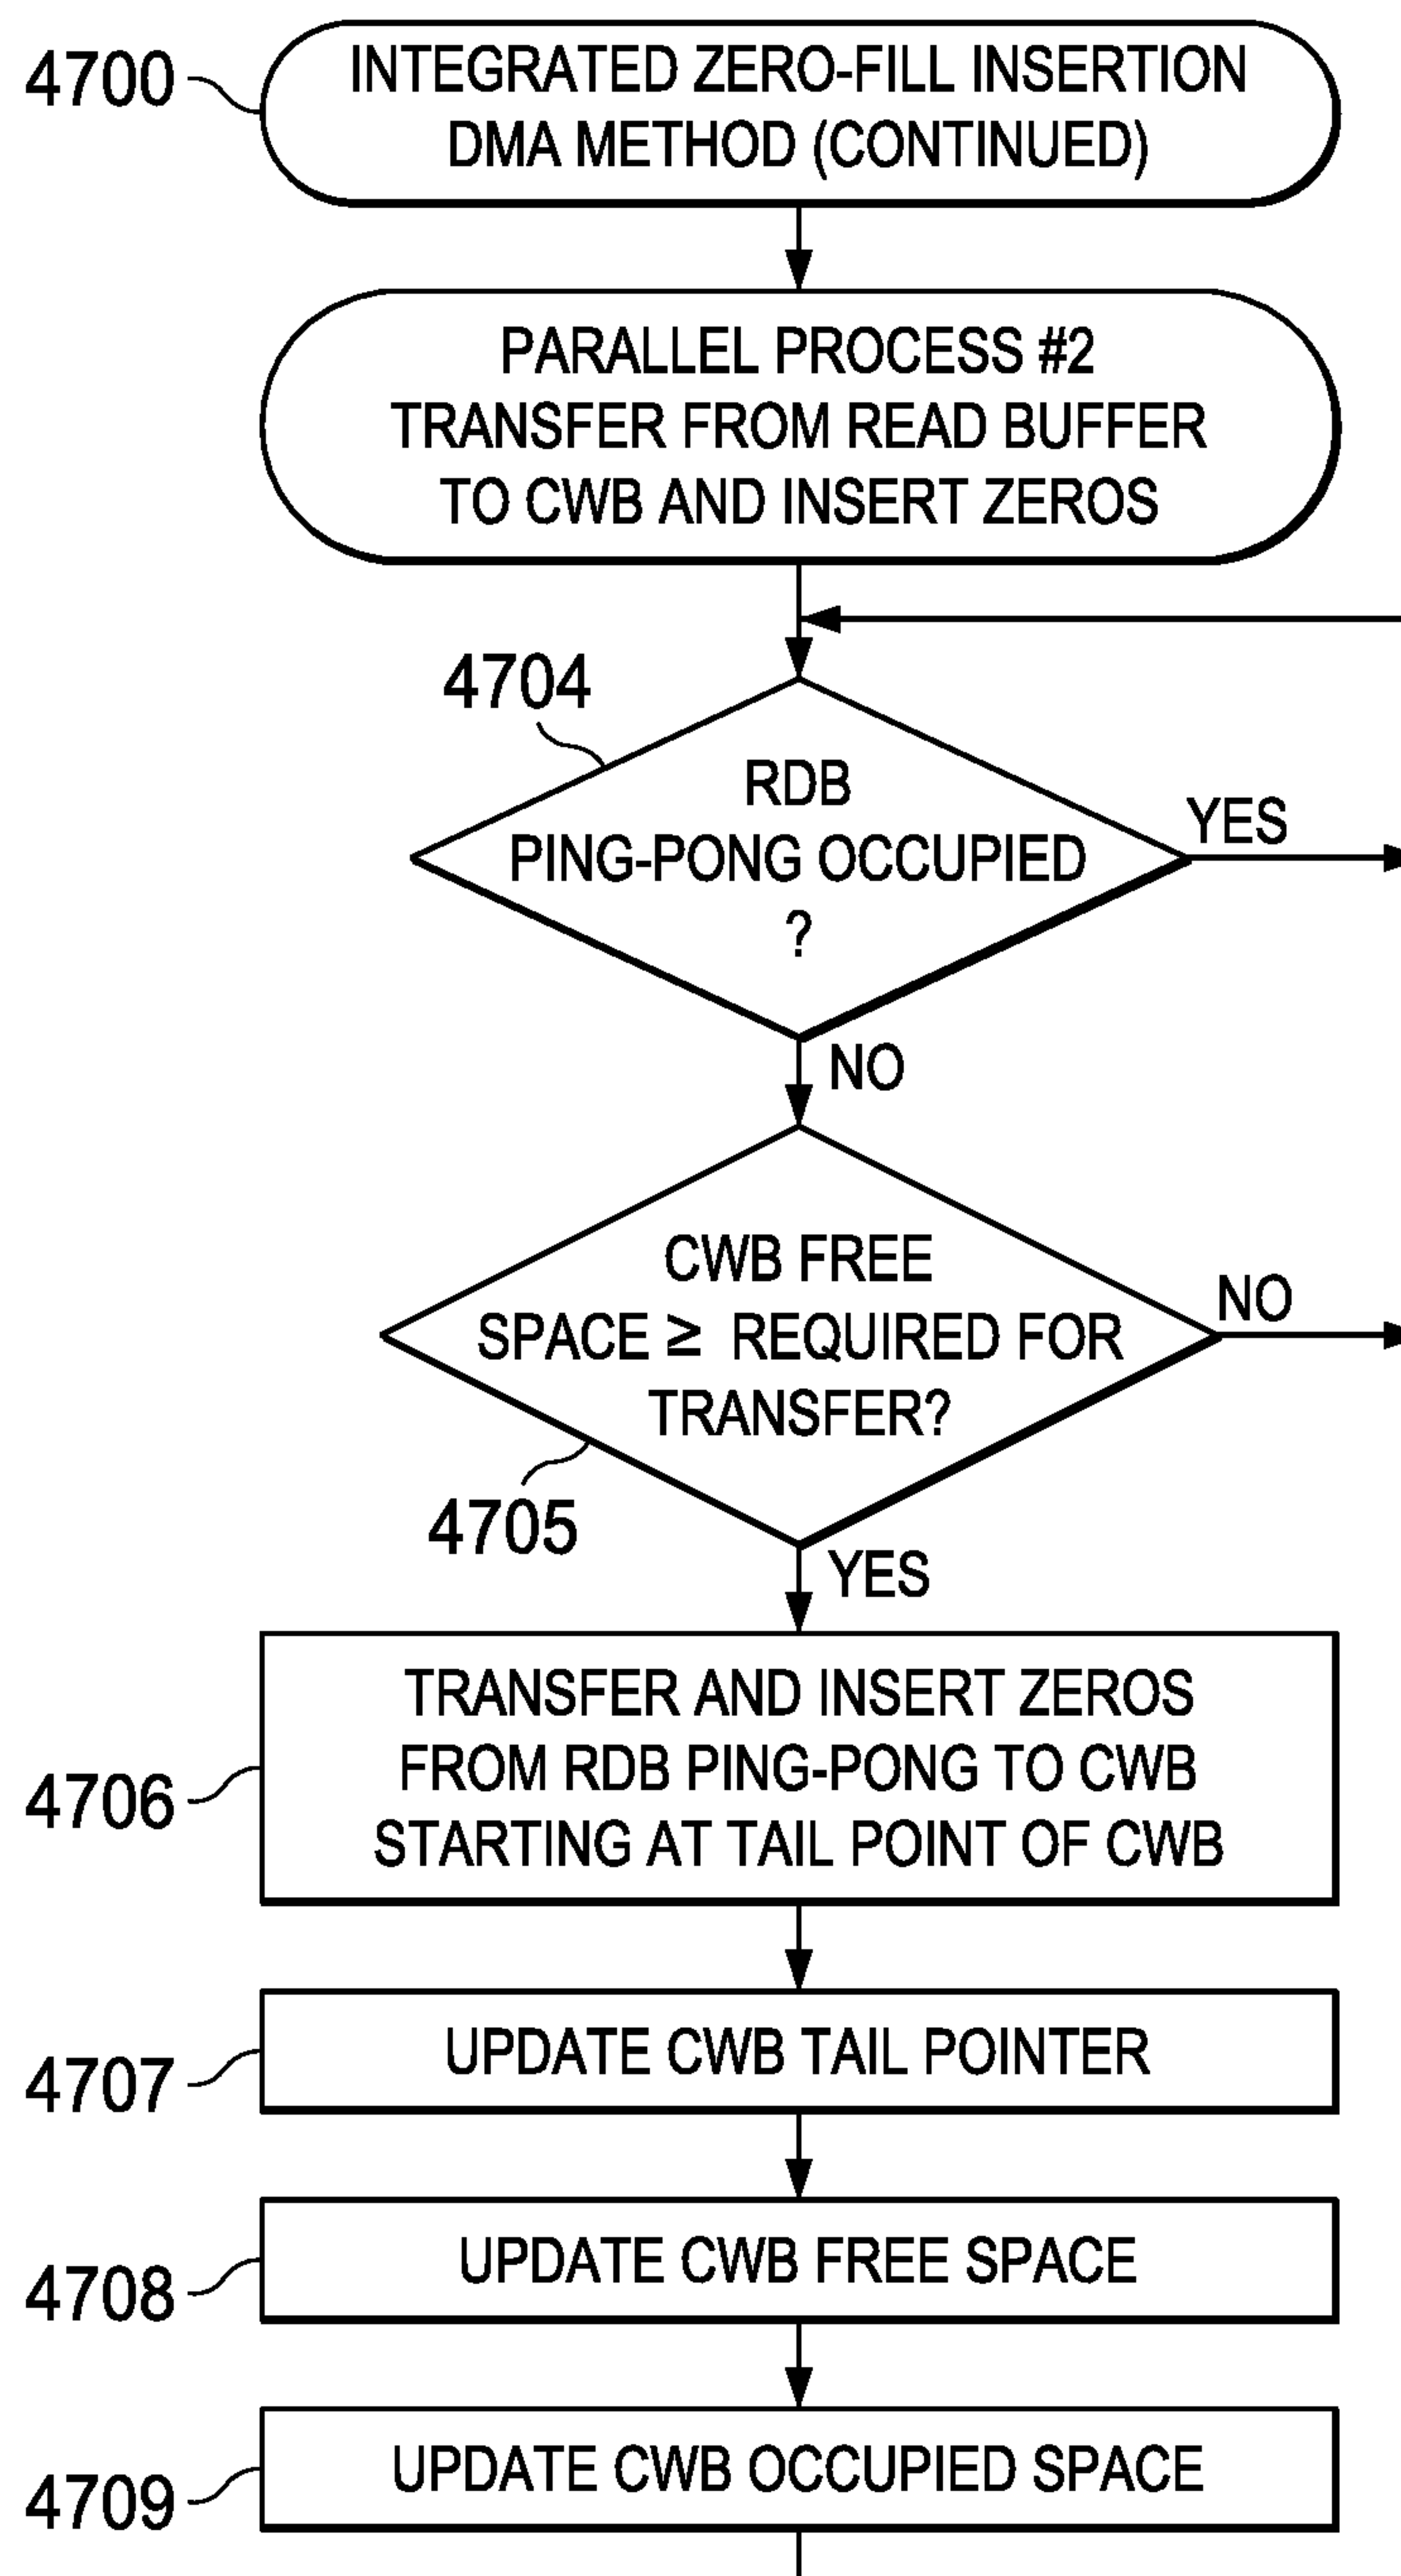 4700
INTEGRATED ZERO-FILL INSERTION
DMA METHOD (CONTINUED)
PARALLEL PROCESS #2
TRANSFER FROM READ BUFFER
TO CWB AND INSERT ZEROS
4704
RDB
PING-PONG OCCUPIED
?
YES
NO
CWB FREE
SPACE ≥ REQUIRED FOR
TRANSFER?
NO
4705
YES
4706
TRANSFER AND INSERT ZEROS
FROM RDB PING-PONG TO CWB
STARTING AT TAIL POINT OF CWB
4707
UPDATE CWB TAIL POINTER
4708
UPDATE CWB FREE SPACE
4709
UPDATE CWB OCCUPIED SPACE